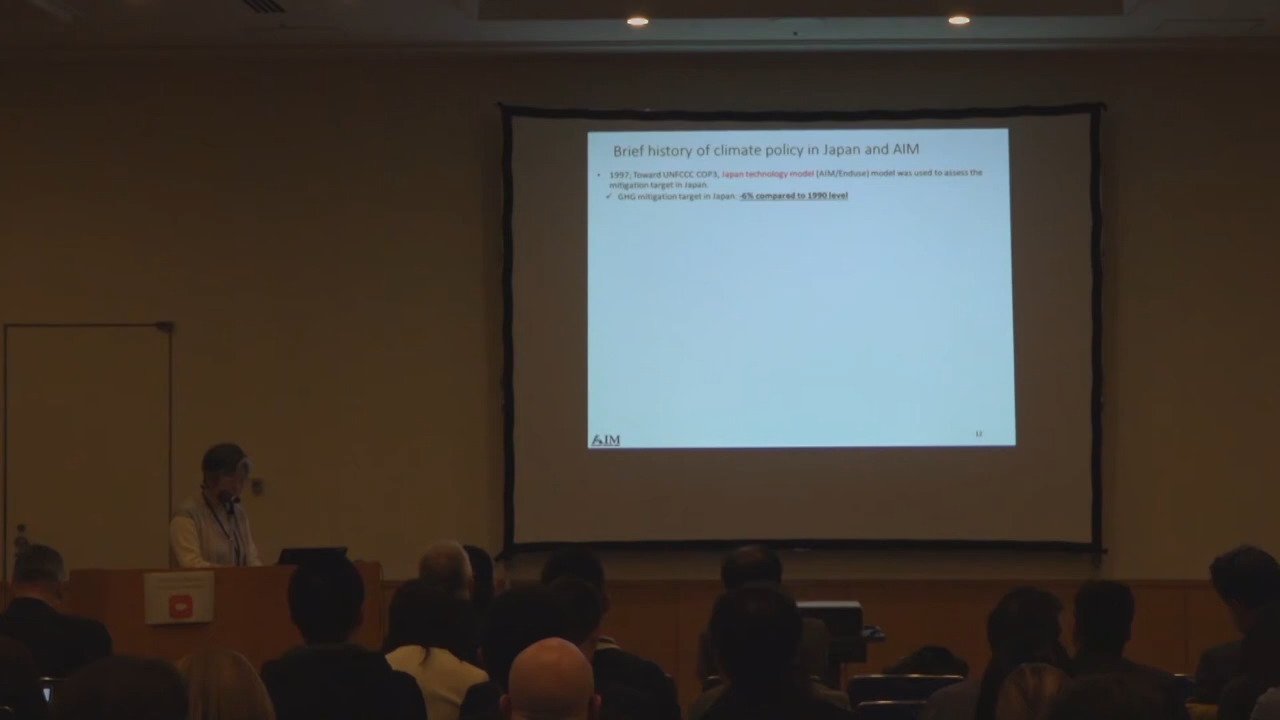 Brief history of climate policy in Japan and AIM
• 1997; Toward UNFCCC COP3, Japan technology model (AIM/Enduse) model was used to assess the
mitigation target in Japan.
✓ GHG mitigation target in Japan: -6% compared to 1990 level
AIM